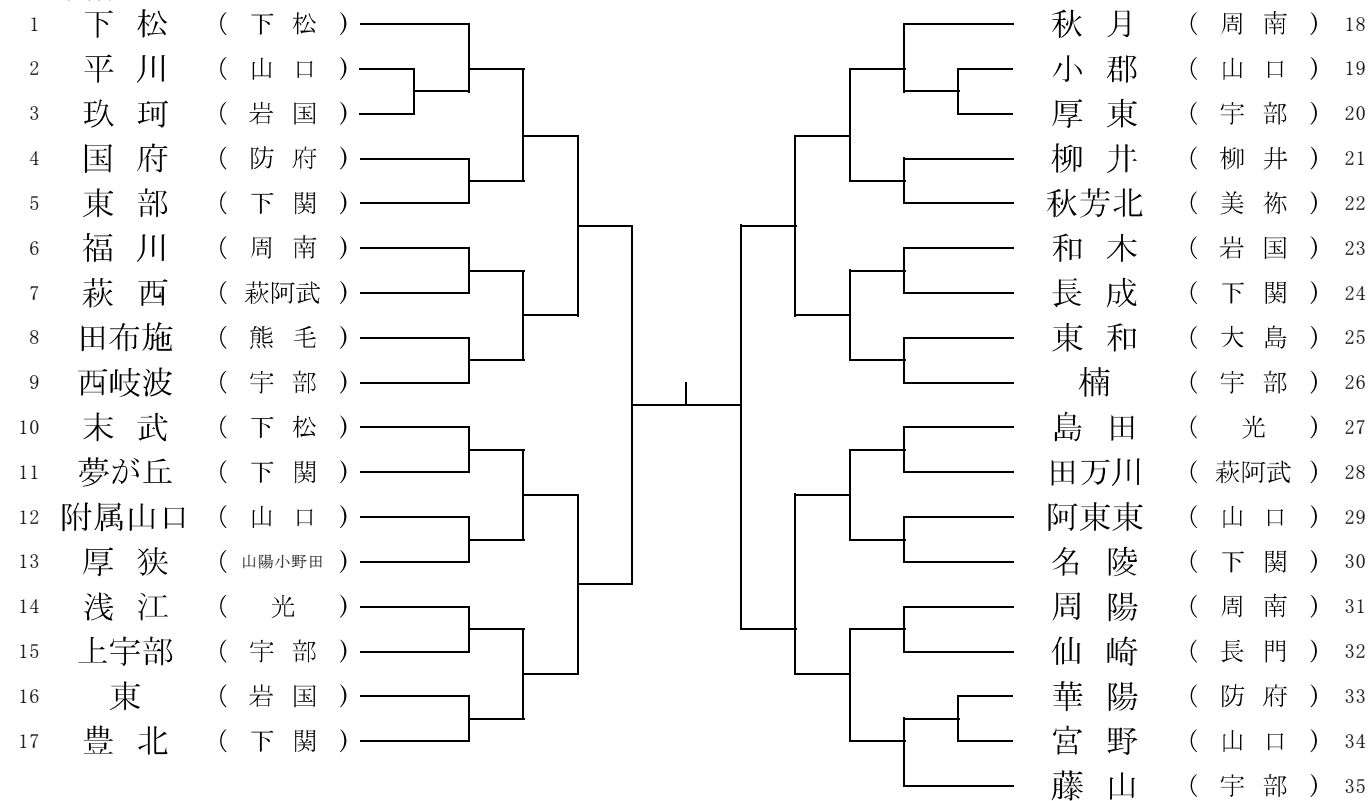 1 下松 (下松)
2 平川 (山口)
3 玖珂 (岩国)
4 国府 (防府)
5 東部 (下関)
6 福川 (周南)
7 萩西 (萩阿武)
8 田布施 (熊毛)
9 西岐波 (宇部)
10 末武 (下松)
11 夢が丘 (下関)
12 附属山口 (山口)
13 厚狭 (山陽小野田)
14 浅江 (光)
15 上宇部 (宇部)
16 東 (岩国)
17 豊北 (下関)
秋月 (周南) 18
小郡 (山口) 19
厚東 (宇部) 20
柳井 (柳井) 21
秋芳北 (美祢) 22
和木 (岩国) 23
長成 (下関) 24
東和 (大島) 25
楠 (宇部) 26
島田 (光) 27
田万川 (萩阿武) 28
阿東東 (山口) 29
名陵 (下関) 30
周陽 (周南) 31
仙崎 (長門) 32
華陽 (防府) 33
宮野 (山口) 34
藤山 (宇部) 35